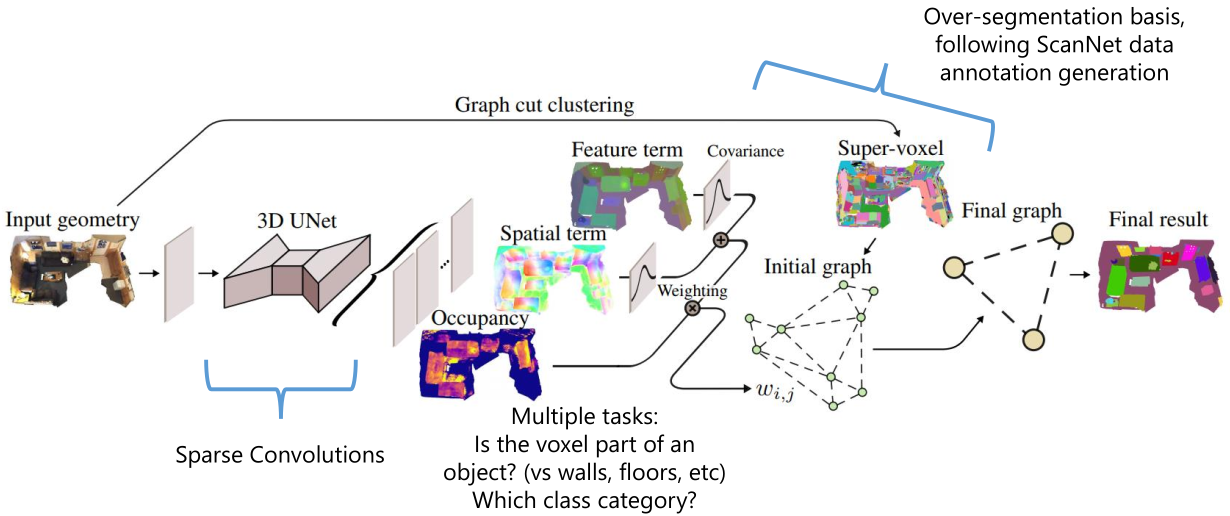 Over-segmentation basis,
following ScanNet data
annotation generation
Graph cut clustering
Feature term
Covariance
Super-voxel
Input geometry
3D UNet
Spatial term
Final graph
Final result
Initial graph
Weighting
Occupancy
w_{i,j}
Multiple tasks:
Is the voxel part of an
object? (vs walls, floors, etc)
Which class category?
Sparse Convolutions